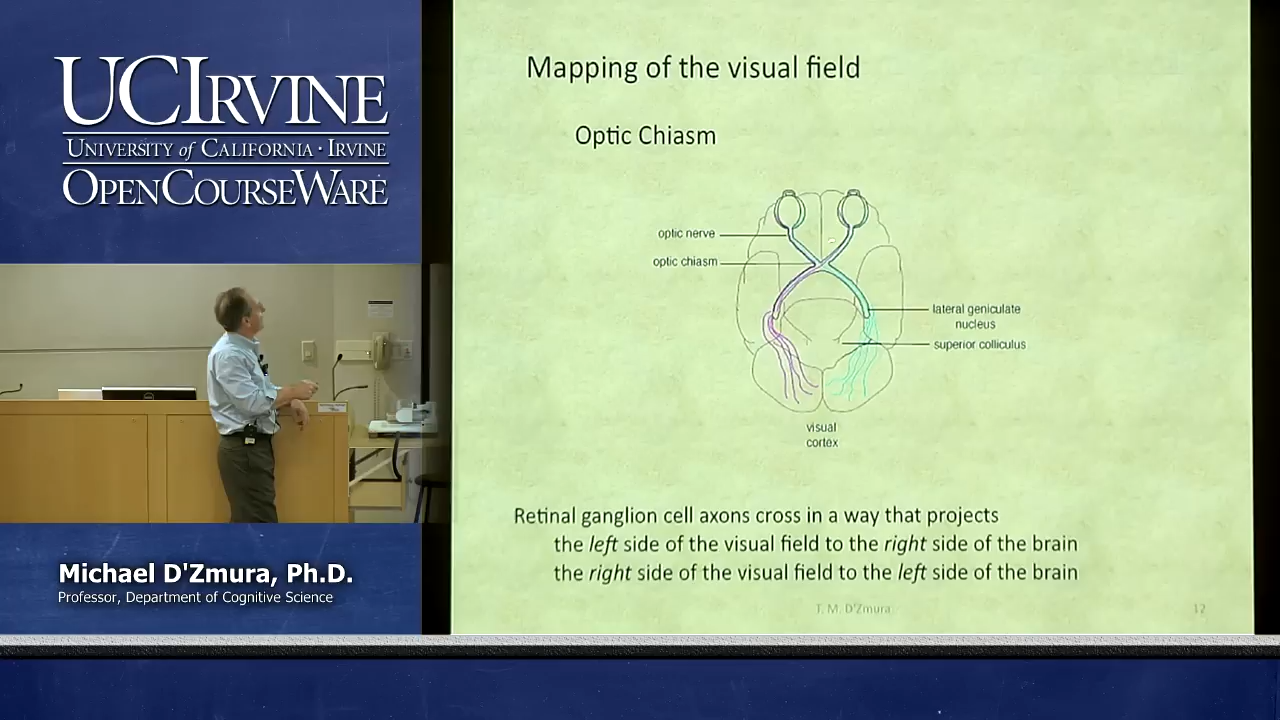 UCIRVINE
UNIVERSITY of CALIFORNIA · IRVINE
OPENCOURSEWARE
Michael D'Zmura, Ph.D.
Professor, Department of Cognitive Science
Mapping of the visual field
Optic Chiasm
optic nerve
optic chiasm
lateral geniculate
nucleus
superior colliculus
visual
cortex
Retinal ganglion cell axons cross in a way that projects
the left side of the visual field to the right side of the brain
the right side of the visual field to the left side of the brain
T. M. D'Zmura
12